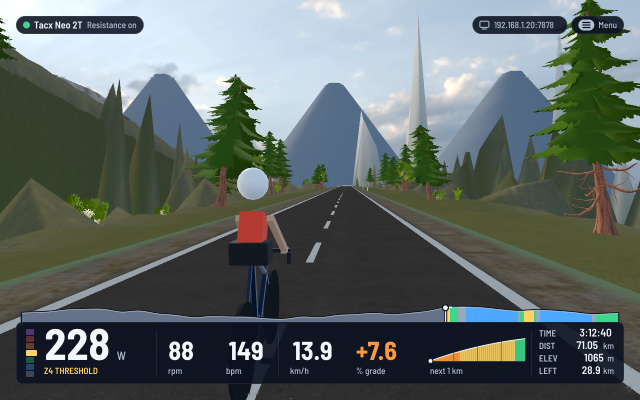 Tacx Neo 2T Resistance on
192.168.1.20:7878
Menu
228 W
Z4 THRESHOLD
88
rpm
149
bpm
13.9
km/h
+7.6
% grade
next 1 km
TIME 3:12:40
DIST 71.05 km
ELEV 1065 m
LEFT 28.9 km